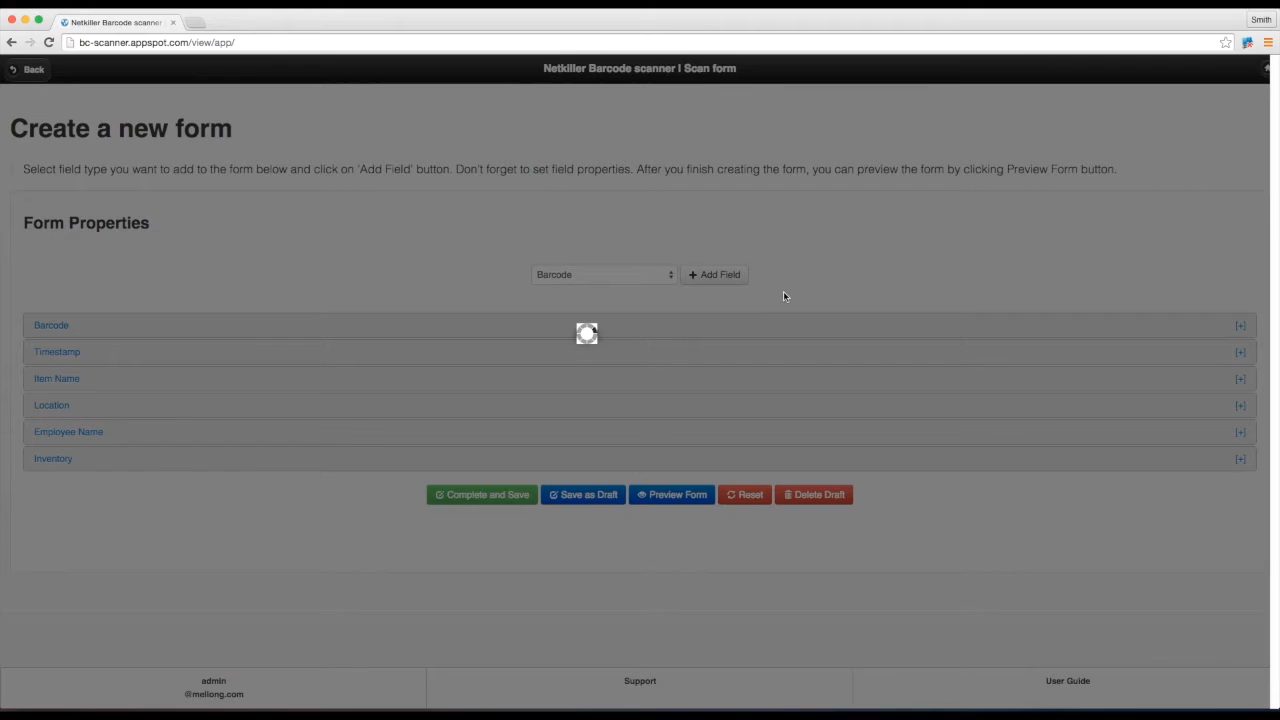 Netkiller Barcode scanner
Smith
bc-scanner.appspot.com/view/app/
Back
Netkiller Barcode scanner | Scan form
Create a new form
Select field type you want to add to the form below and click on 'Add Field' button. Don't forget to set field properties. After you finish creating the form, you can preview the form by clicking Preview Form button.
Form Properties
Barcode
Add Field
Barcode [+]
Timestamp [+]
Item Name [+]
Location [+]
Employee Name [+]
Inventory [+]
Complete and Save
Save as Draft
Preview Form
Reset
Delete Draft
admin
@mellong.com
Support
User Guide